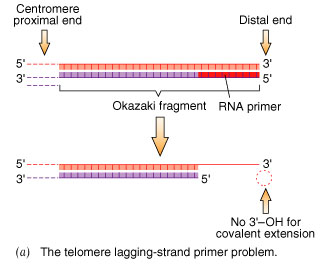 Centromere
proximal end
Distal end
5' 3'
3' 5'
Okazaki fragment
RNA primer
5' 3'
3' 5'
No 3'–OH for
covalent extension
(a) The telomere lagging-strand primer problem.